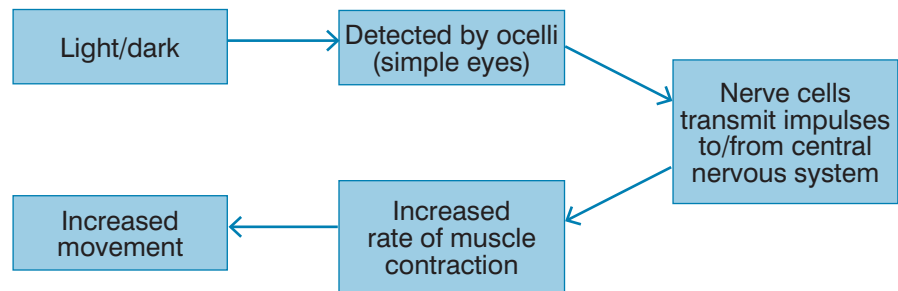 Light/dark
Detected by ocelli
(simple eyes)
Nerve cells
transmit impulses
to/from central
nervous system
Increased
rate of muscle
contraction
Increased
movement